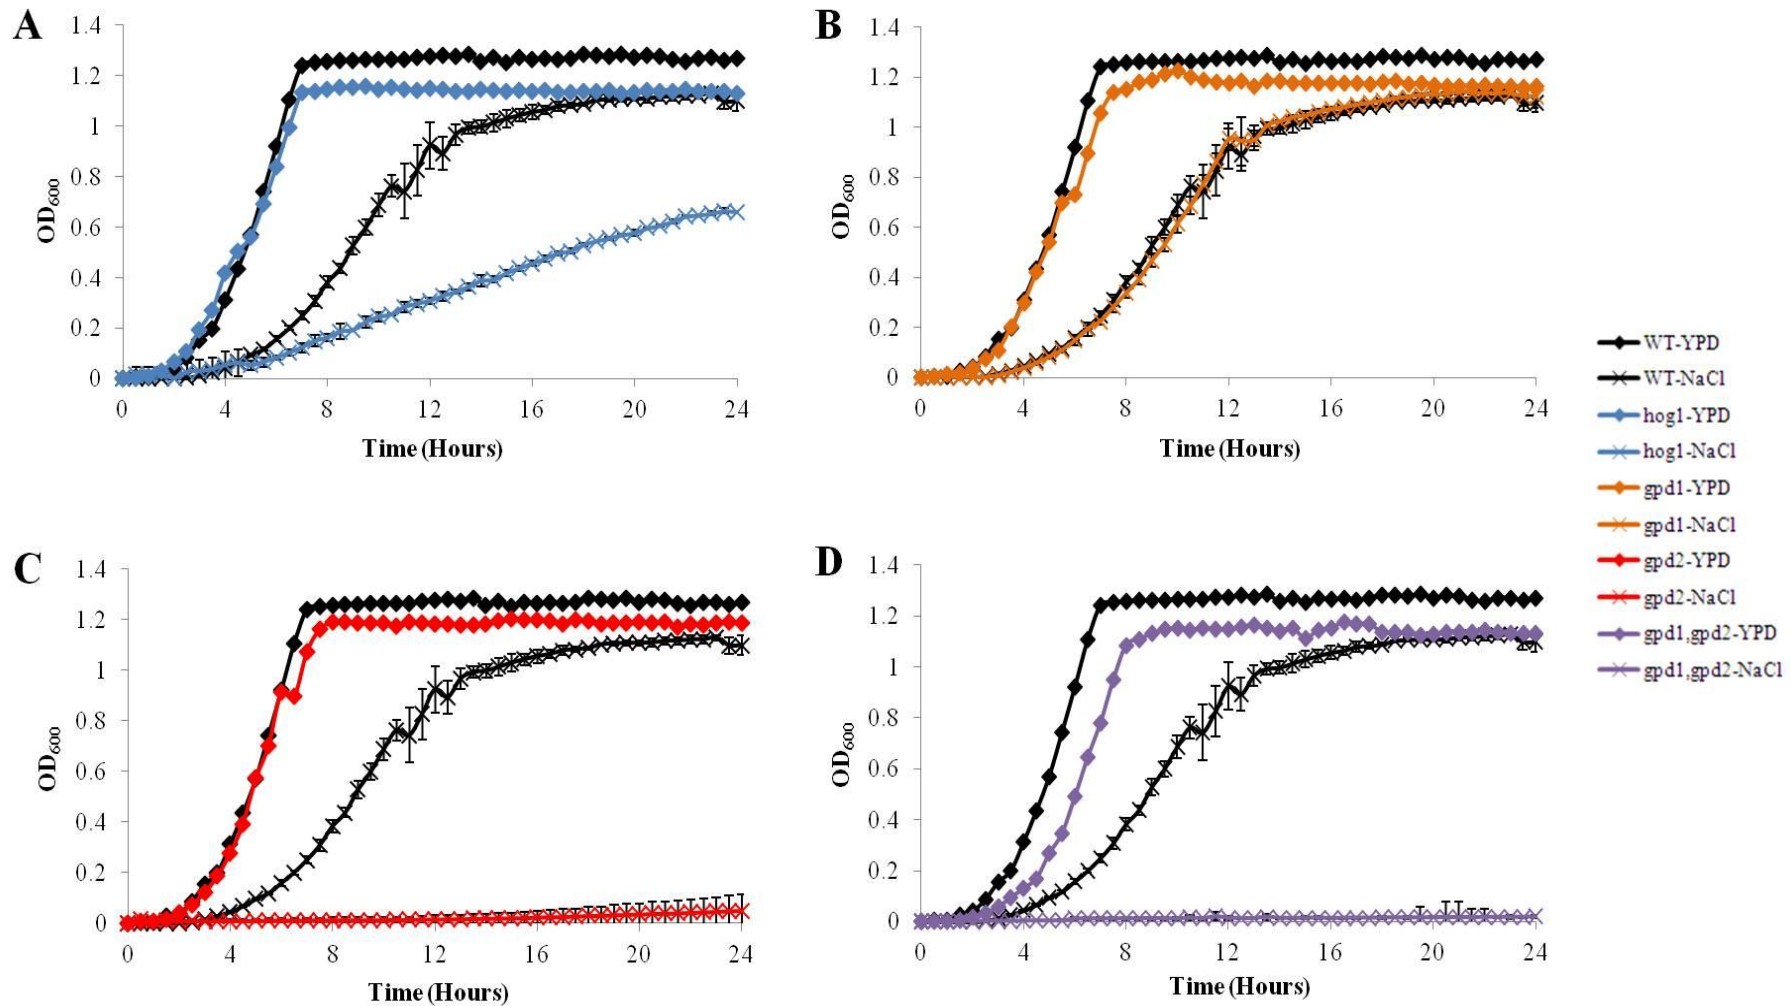 A
1.4
1.2
1
0.8
0.6
0.4
0.2
0
OD600
0 4 8 12 16 20 24
Time (Hours)
B
1.4
1.2
1
0.8
0.6
0.4
0.2
0
OD600
0 4 8 12 16 20 24
Time (Hours)
C
1.4
1.2
1
0.8
0.6
0.4
0.2
0
OD600
0 4 8 12 16 20 24
Time (Hours)
D
1.4
1.2
1
0.8
0.6
0.4
0.2
0
OD600
0 4 8 12 16 20 24
Time (Hours)
WT-YPD
WT-NaCl
hog1-YPD
hog1-NaCl
gpd1-YPD
gpd1-NaCl
gpd2-YPD
gpd2-NaCl
gpd1,gpd2-YPD
gpd1,gpd2-NaCl